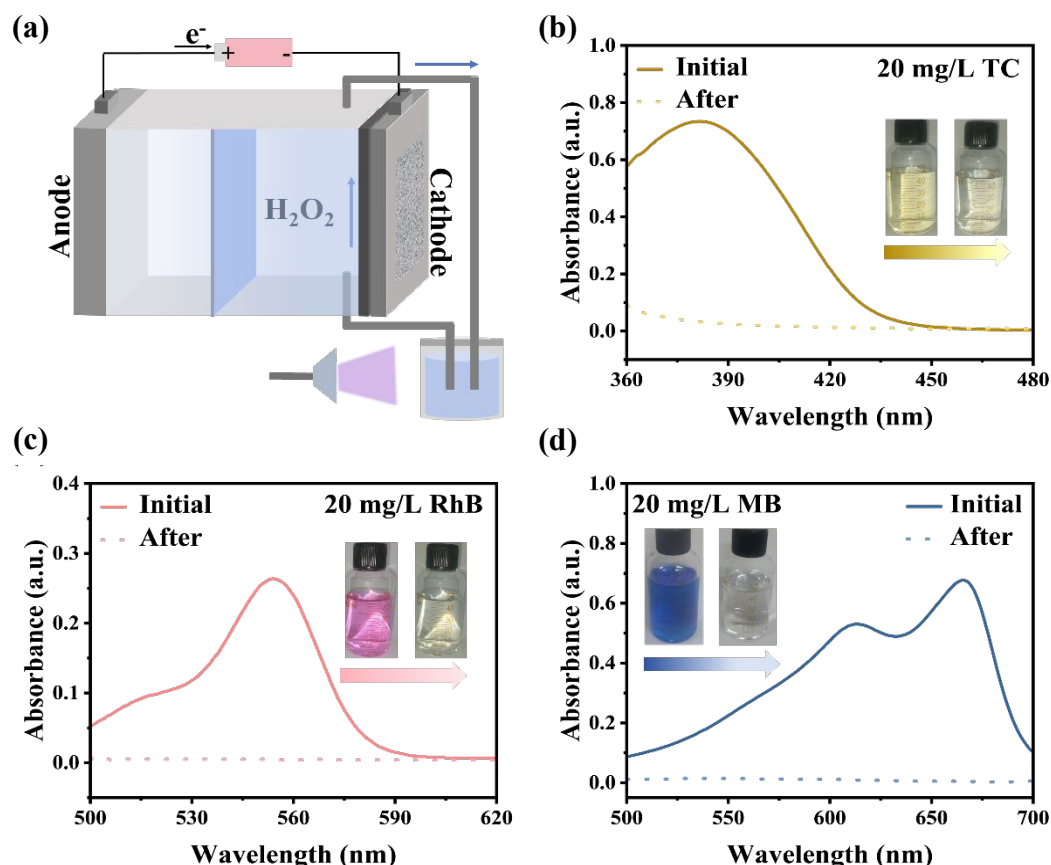 (a)
e⁻
+
-
Anode
H₂O₂
Cathode
(b)
Initial
After
20 mg/L TC
Absorbance (a.u.)
1.0
0.8
0.6
0.4
0.2
0.0
360
390
420
450
480
Wavelength (nm)
(c)
Initial
After
20 mg/L RhB
Absorbance (a.u.)
0.4
0.3
0.2
0.1
0.0
500
530
560
590
620
Wavelength (nm)
(d)
20 mg/L MB
Initial
After
Absorbance (a.u.)
1.0
0.8
0.6
0.4
0.2
0.0
500
550
600
650
700
Wavelength (nm)